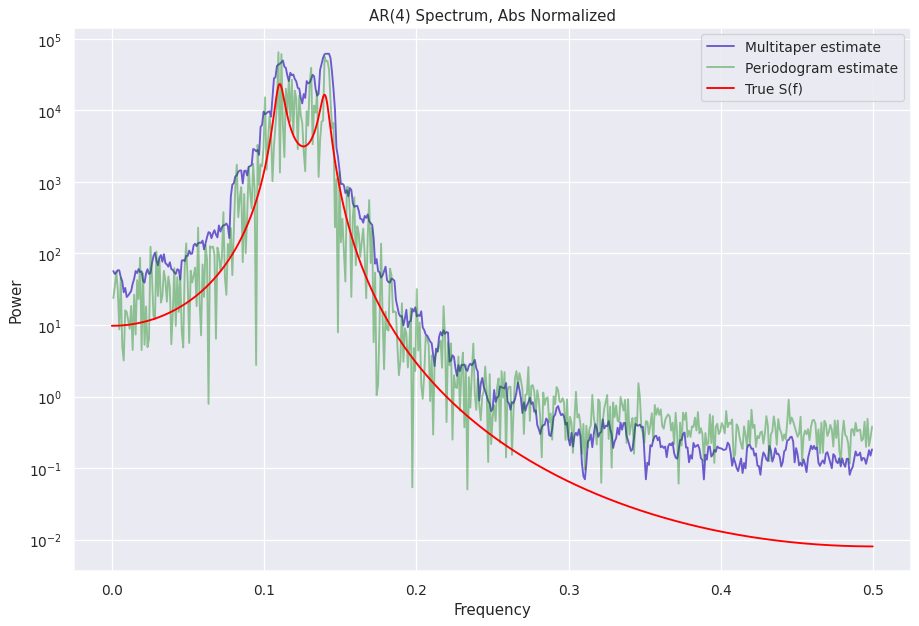 AR(4) Spectrum, Abs Normalized
Multitaper estimate
Periodogram estimate
True S(f)
Power
10^5
10^4
10^3
10^2
10^1
10^0
10^−1
10^−2
0.0 0.1 0.2 0.3 0.4 0.5
Frequency